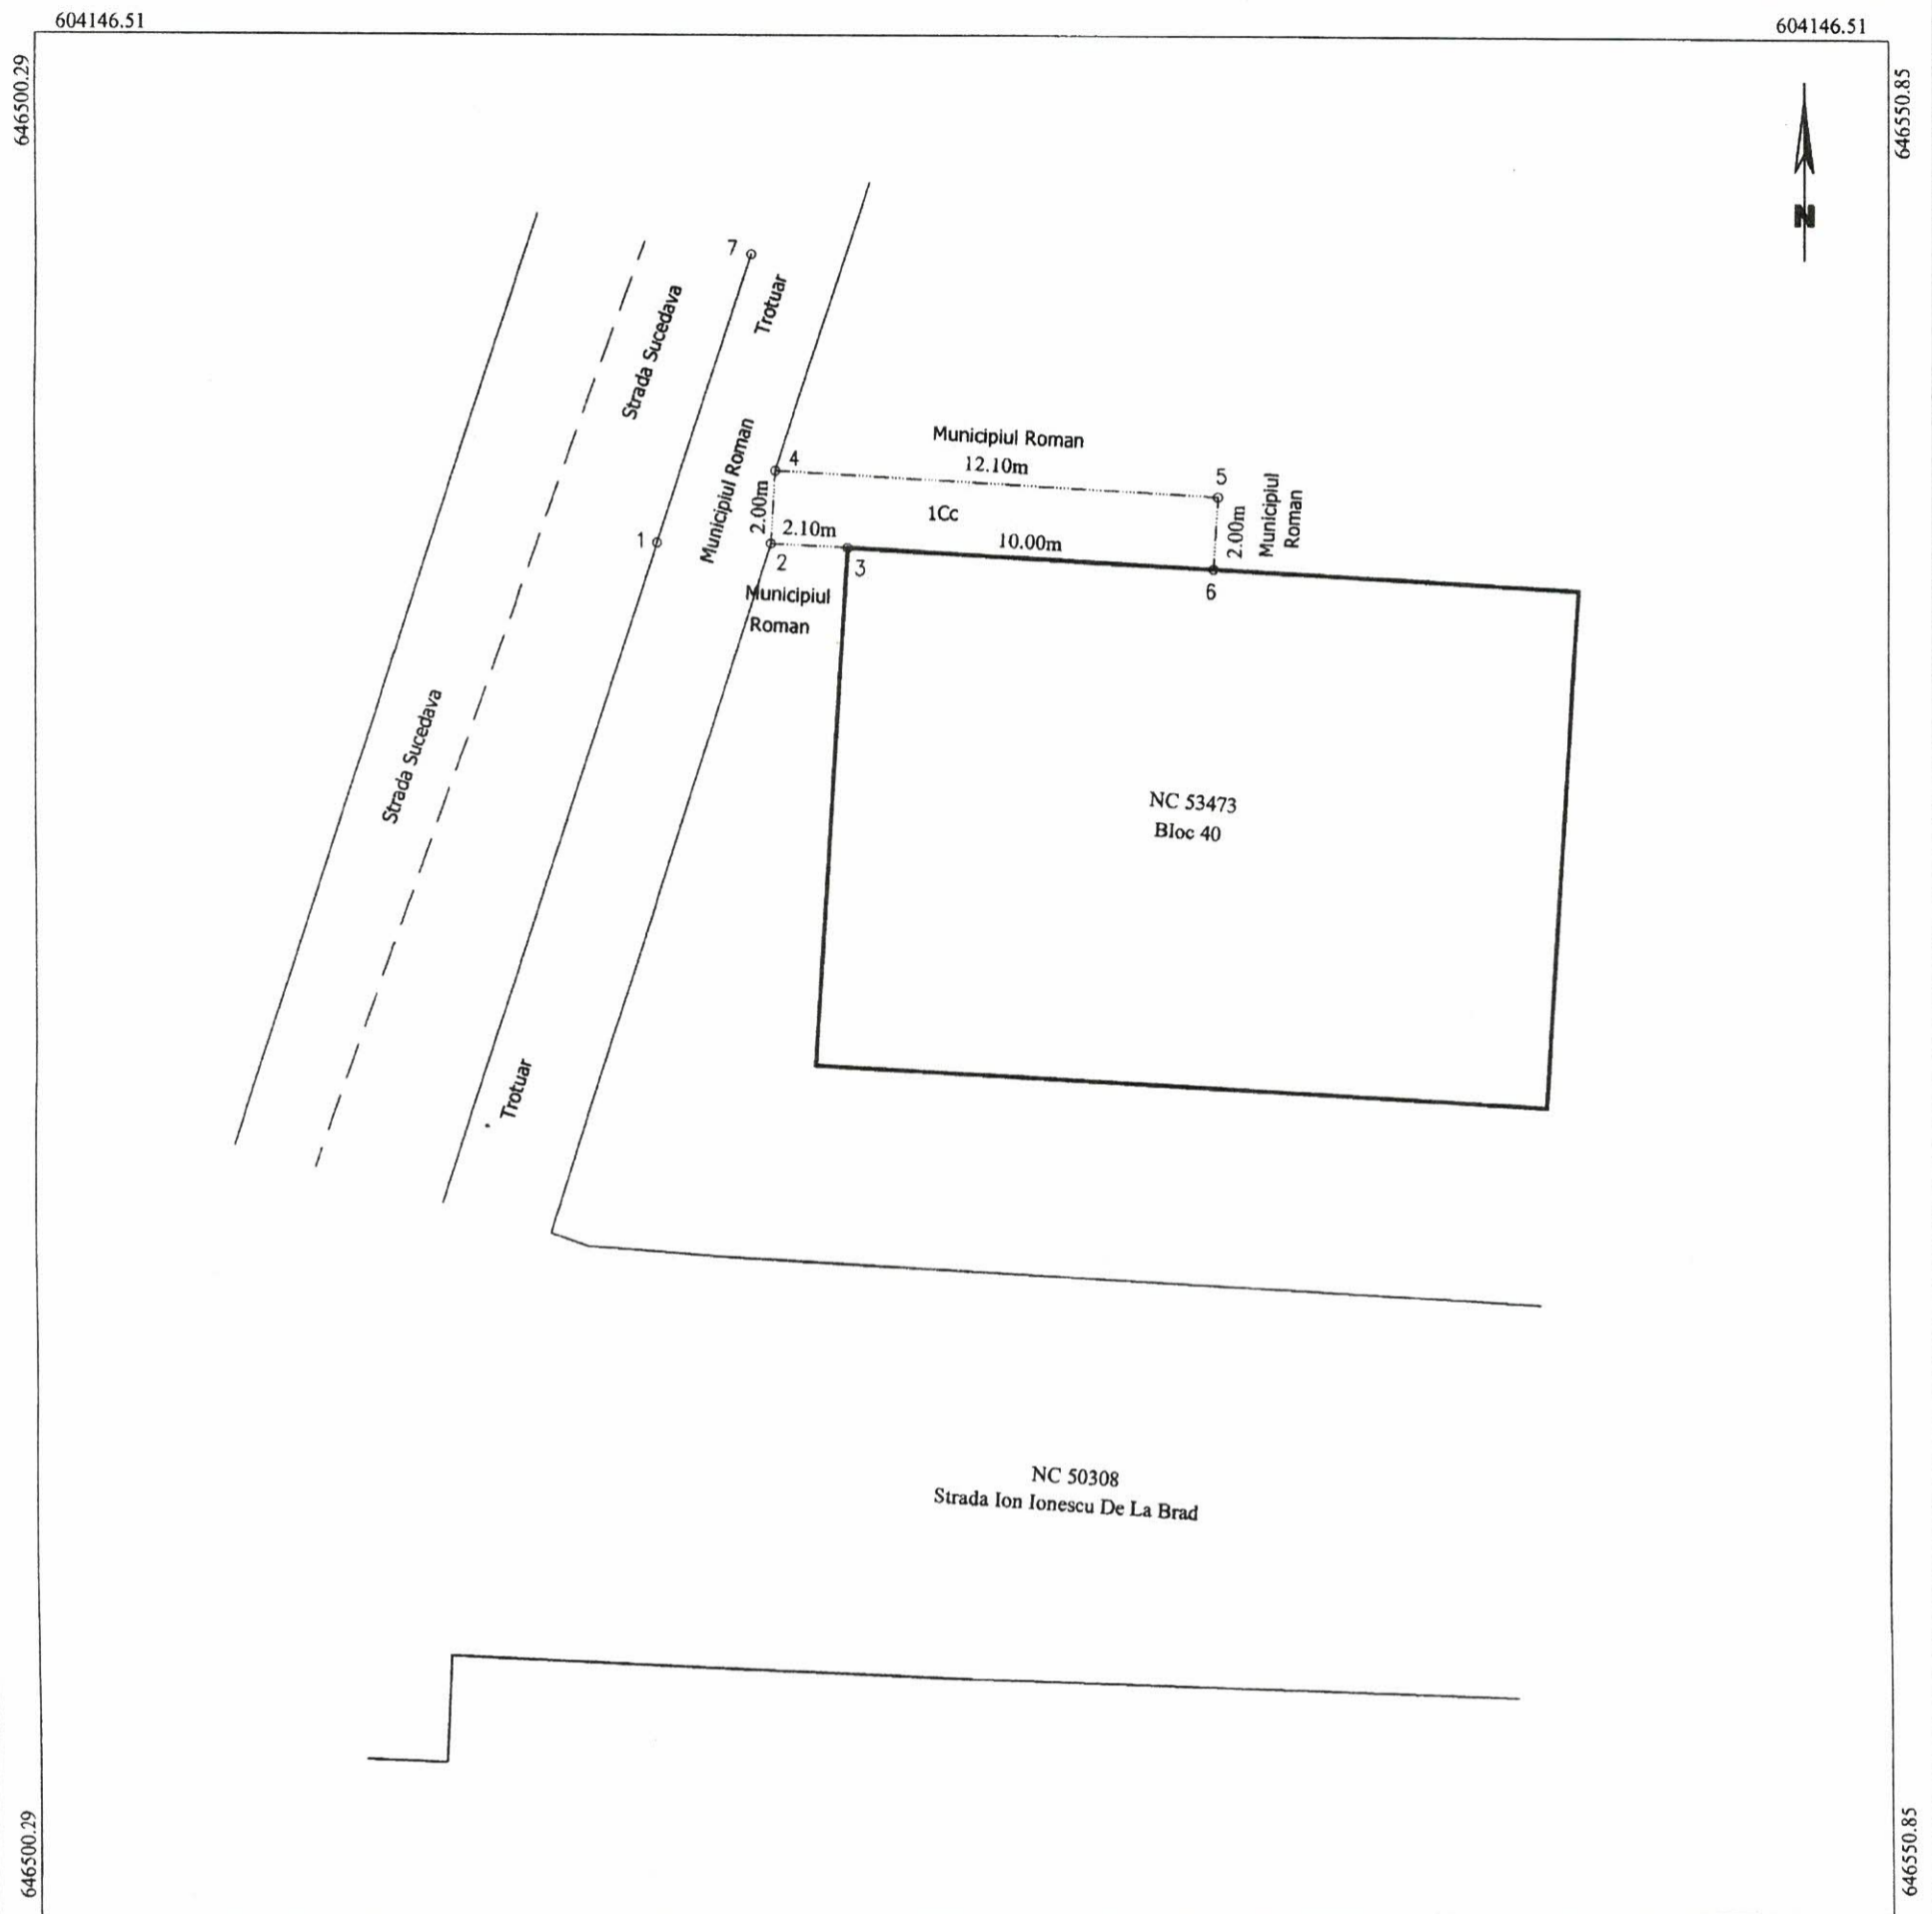 604146.51
604146.51
646500.29
646550.85
N
7
Trotuar
Strada Sucedava
Municipiul Roman
12.10m
4
5
Municipiul Roman
2.00m
1Cc
2.10m
10.00m
2.00m
Municipiul
Roman
1
2
3
6
Municipiul
Roman
Strada Sucedava
NC 53473
Bloc 40
Trotuar
NC 50308
Strada Ion Ionescu De La Brad
646500.29
646550.85